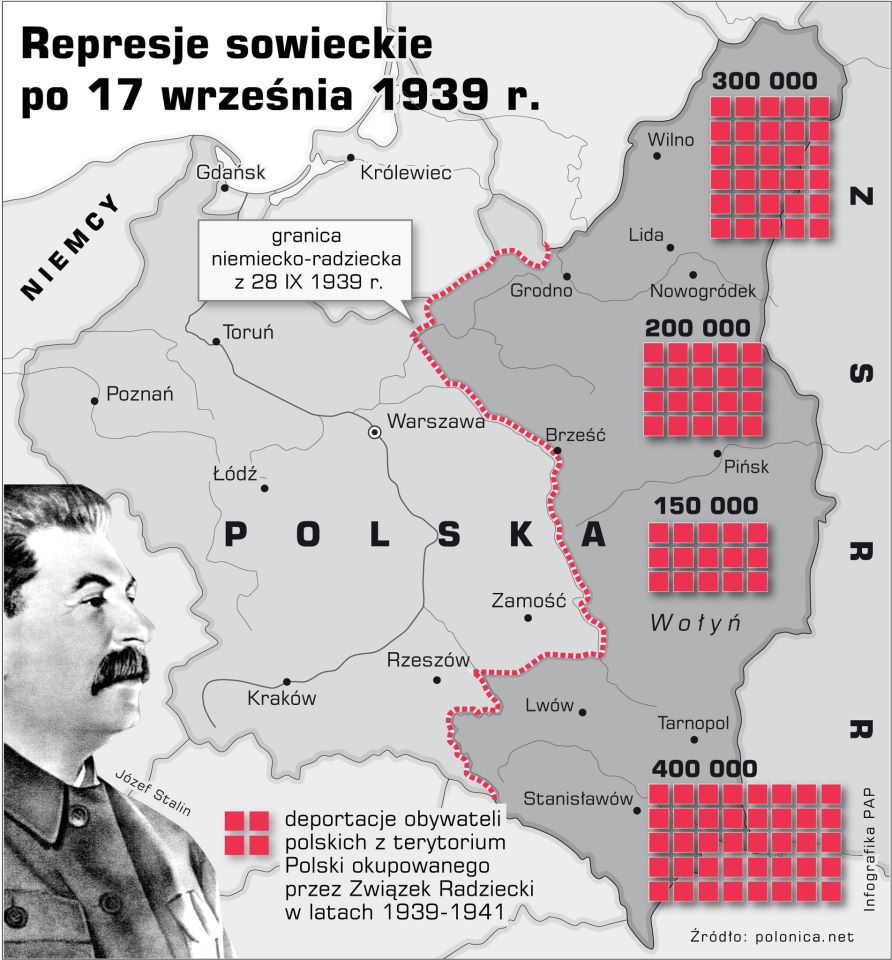 Represje sowieckie
po 17 września 1939 r.
300 000
Wilno
Gdańsk
Królewiec
NIEMCY
Z S R R
granica
niemiecko-radziecka
z 28 IX 1939 r.
Lida
Grodno
Nowogródek
Toruń
200 000
Poznań
Warszawa
Brześć
Łódź
Pińsk
150 000
POLSKA
Zamość
Wołyń
Rzeszów
Kraków
Lwów
Tarnopol
400 000
Józef Stalin
Stanisławów
deportacje obywateli
polskich z terytorium
Polski okupowanego
przez Związek Radziecki
w latach 1939-1941
Infografika PAP
Źródło: polonica.net